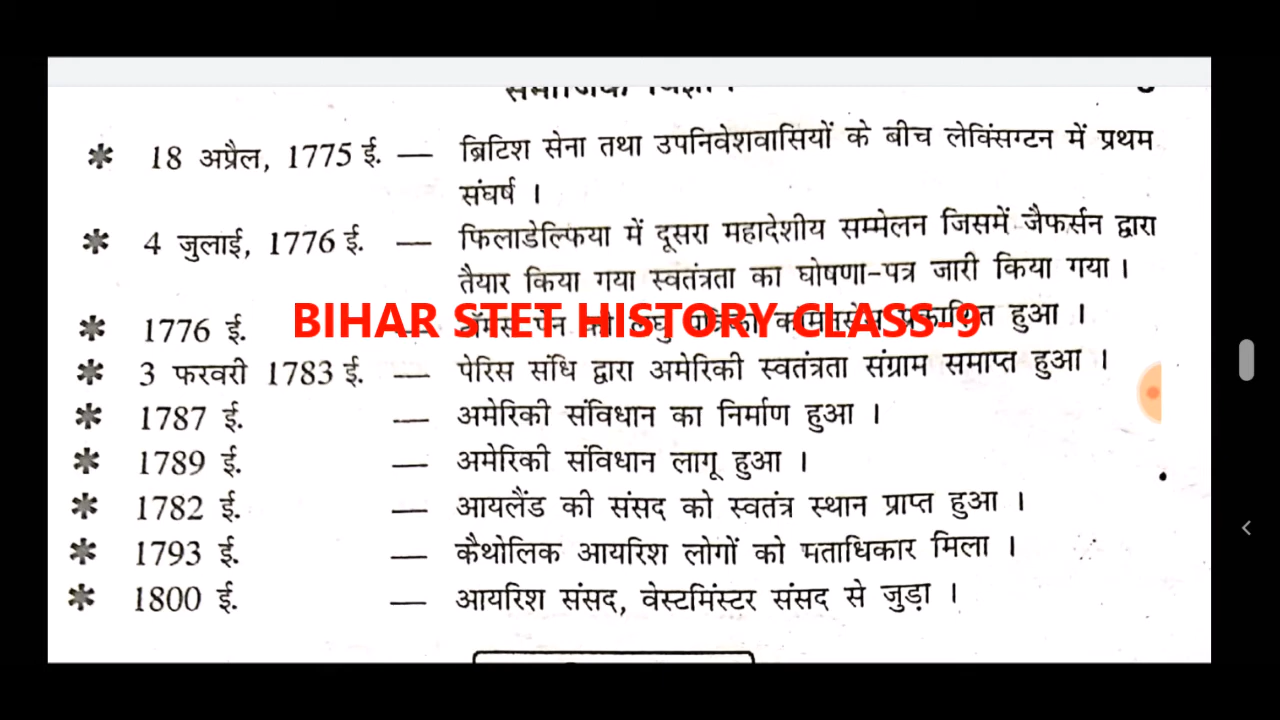 सामाजिक विज्ञान
* 18 अप्रैल, 1775 ई. — ब्रिटिश सेना तथा उपनिवेशवासियों के बीच लेक्सिंग्टन में प्रथम
संघर्ष ।
* 4 जुलाई, 1776 ई. — फिलाडेल्फिया में दूसरा महादेशीय सम्मेलन जिसमें जैफर्सन द्वारा
तैयार किया गया स्वतंत्रता का घोषणा-पत्र जारी किया गया ।
BIHAR STET HISTORY CLASS-9
* 1776 ई. — पेन की लघु हुआ ।
* 3 फरवरी 1783 ई. — पेरिस संधि द्वारा अमेरिकी स्वतंत्रता संग्राम समाप्त हुआ ।
* 1787 ई. — अमेरिकी संविधान का निर्माण हुआ ।
* 1789 ई. — अमेरिकी संविधान लागू हुआ ।
* 1782 ई. — आयलैंड की संसद को स्वतंत्र स्थान प्राप्त हुआ ।
* 1793 ई. — कैथोलिक आयरिश लोगों को मताधिकार मिला ।
* 1800 ई. — आयरिश संसद, वेस्टमिंस्टर संसद से जुड़ा ।